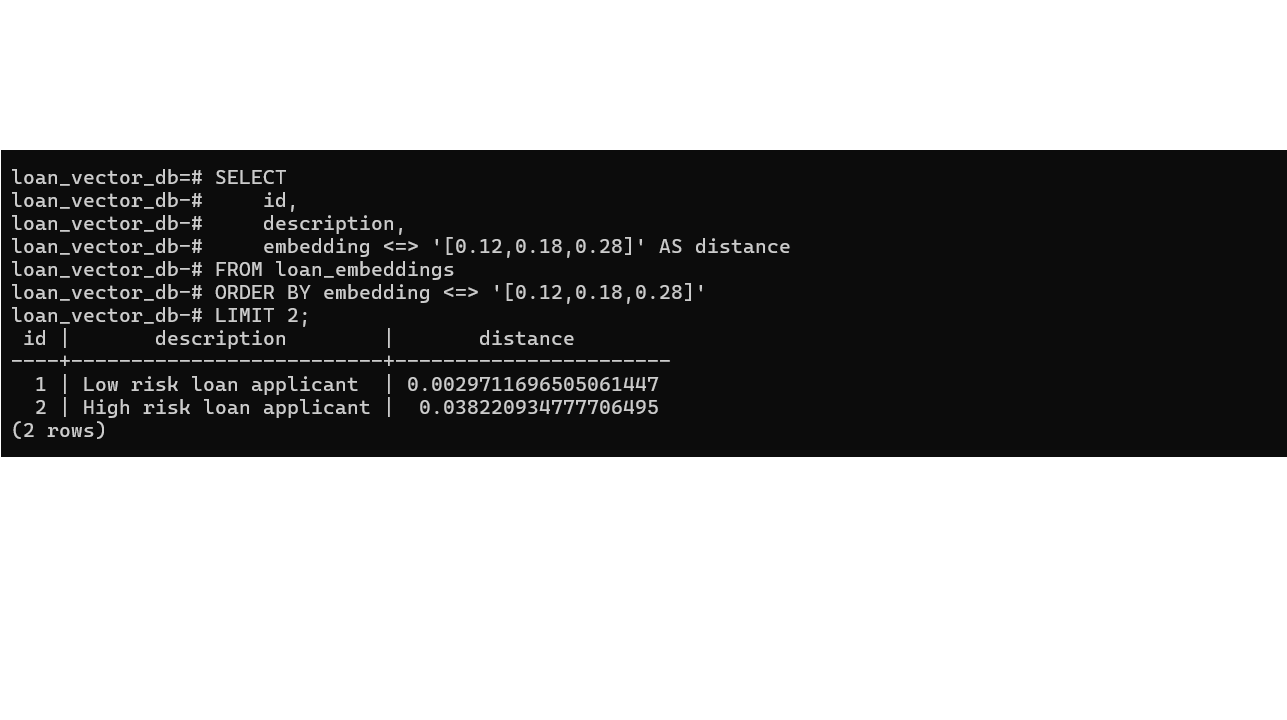 loan_vector_db=# SELECT
loan_vector_db-#     id,
loan_vector_db-#     description,
loan_vector_db-#     embedding <=> '[0.12,0.18,0.28]' AS distance
loan_vector_db-# FROM loan_embeddings
loan_vector_db-# ORDER BY embedding <=> '[0.12,0.18,0.28]'
loan_vector_db-# LIMIT 2;
 id |       description        |       distance
----+--------------------------+-----------------------
  1 | Low risk loan applicant  | 0.0029711696505061447
  2 | High risk loan applicant |  0.038220934777706495
(2 rows)